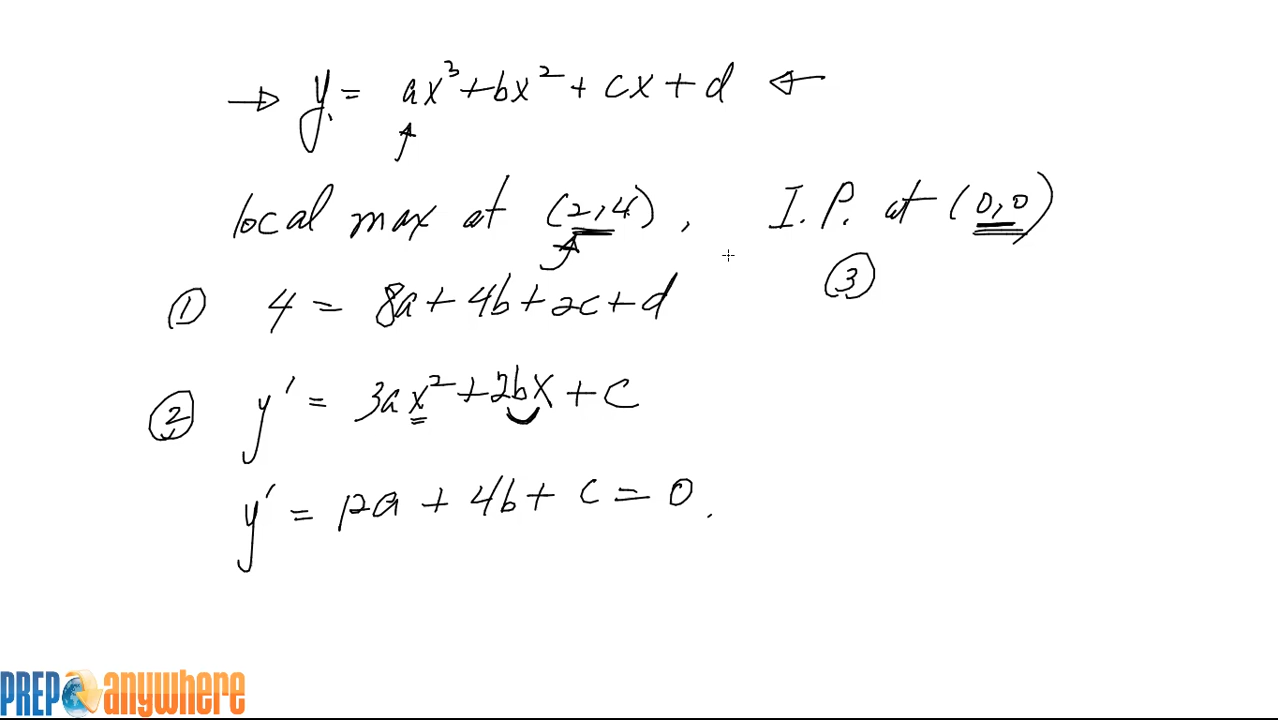 → y = ax³+bx²+cx+d ←
local max at (2,4), I.P. at (0,0)
③
① 4 = 8a+4b+2c+d
② y' = 3ax²+2bx+c
y' = 12a+4b+c=0.
PREP anywhere